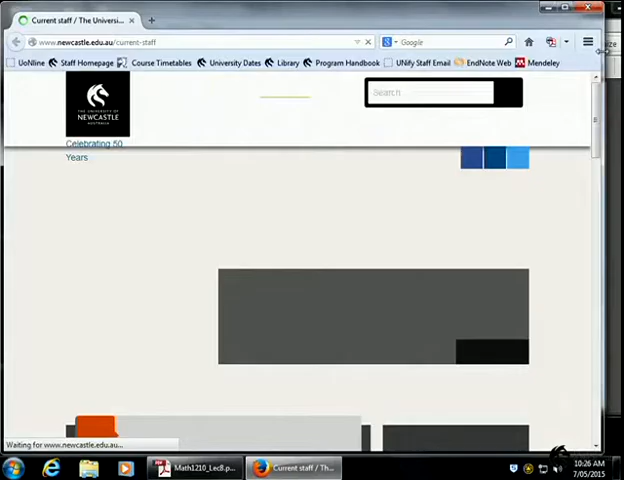 Current staff / The Universi...
www.newcastle.edu.au/current-staff
Google
UoNline Staff Homepage Course Timetables University Dates Library Program Handbook UNify Staff Email EndNote Web Mendeley
THE UNIVERSITY OF
NEWCASTLE
AUSTRALIA
Search
Celebrating 50
Years
Waiting for www.newcastle.edu.au...
Math1210_Lec8.p...
Current staff / Th...
10:26 AM
7/05/2015